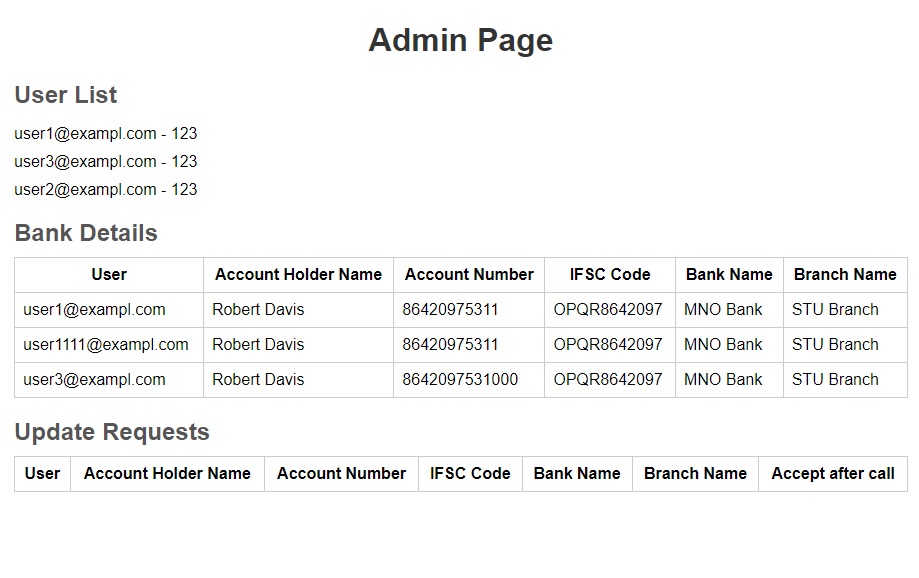 Admin Page
User List
user1@exampl.com - 123
user3@exampl.com - 123
user2@exampl.com - 123
Bank Details
User Account Holder Name Account Number IFSC Code Bank Name Branch Name
user1@exampl.com Robert Davis 86420975311 OPQR8642097 MNO Bank STU Branch
user1111@exampl.com Robert Davis 86420975311 OPQR8642097 MNO Bank STU Branch
user3@exampl.com Robert Davis 8642097531000 OPQR8642097 MNO Bank STU Branch
Update Requests
User Account Holder Name Account Number IFSC Code Bank Name Branch Name Accept after call